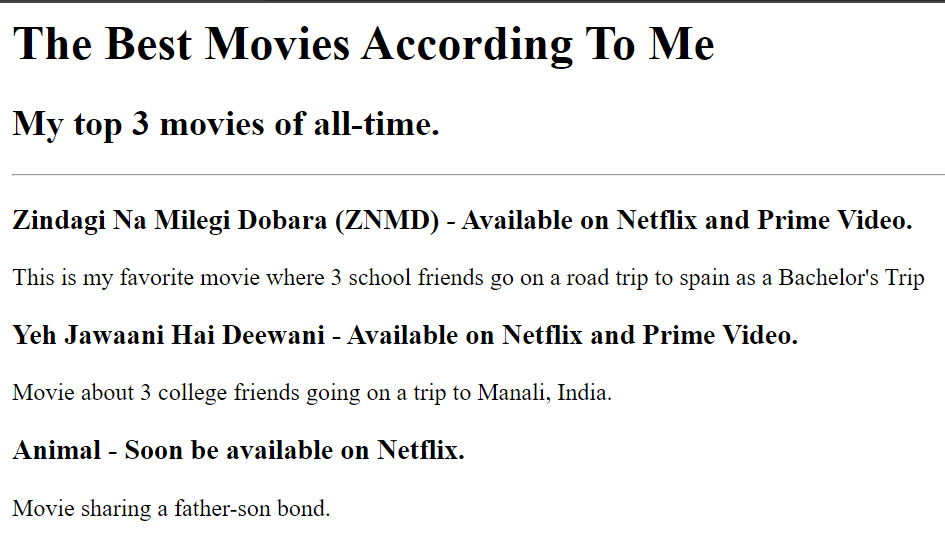 The Best Movies According To Me
My top 3 movies of all-time.
Zindagi Na Milegi Dobara (ZNMD) - Available on Netflix and Prime Video.
This is my favorite movie where 3 school friends go on a road trip to spain as a Bachelor's Trip
Yeh Jawaani Hai Deewani - Available on Netflix and Prime Video.
Movie about 3 college friends going on a trip to Manali, India.
Animal - Soon be available on Netflix.
Movie sharing a father-son bond.